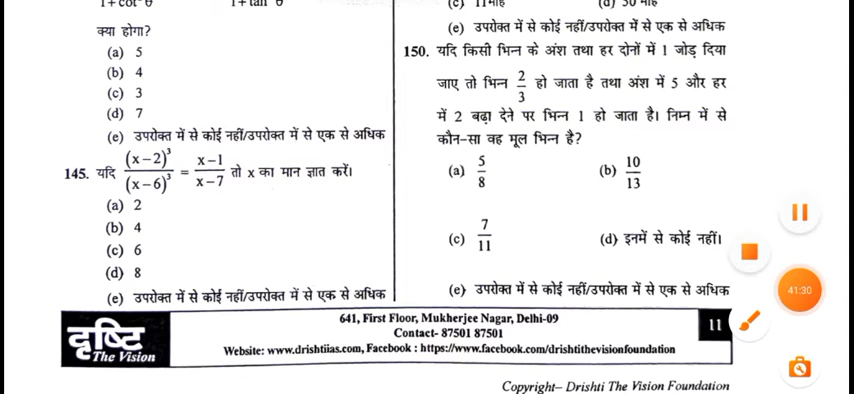 क्या होगा?
(a) 5
(b) 4
(c) 3
(d) 7
(e) उपरोक्त में से कोई नहीं/उपरोक्त में से एक से अधिक
145. यदि (x−2)³/(x−6)³ = x−1/x−7 तो x का मान ज्ञात करें।
(a) 2
(b) 4
(c) 6
(d) 8
(e) उपरोक्त में से कोई नहीं/उपरोक्त में से एक से अधिक
(e) उपरोक्त में से कोई नहीं/उपरोक्त में से एक से अधिक
150. यदि किसी भिन्न के अंश तथा हर दोनों में 1 जोड़ दिया
जाए तो भिन्न 2/3 हो जाता है तथा अंश में 5 और हर
में 2 बढ़ा देने पर भिन्न 1 हो जाता है। निम्न में से
कौन-सा वह मूल भिन्न है?
(a) 5/8 (b) 10/13
(c) 7/11 (d) इनमें से कोई नहीं।
(e) उपरोक्त में से कोई नहीं/उपरोक्त में से एक से अधिक
41:30
दृष्टि
The Vision
641, First Floor, Mukherjee Nagar, Delhi-09
Contact- 87501 87501
Website: www.drishtiias.com, Facebook : https://www.facebook.com/drishtithevisionfoundation
11
Copyright– Drishti The Vision Foundation